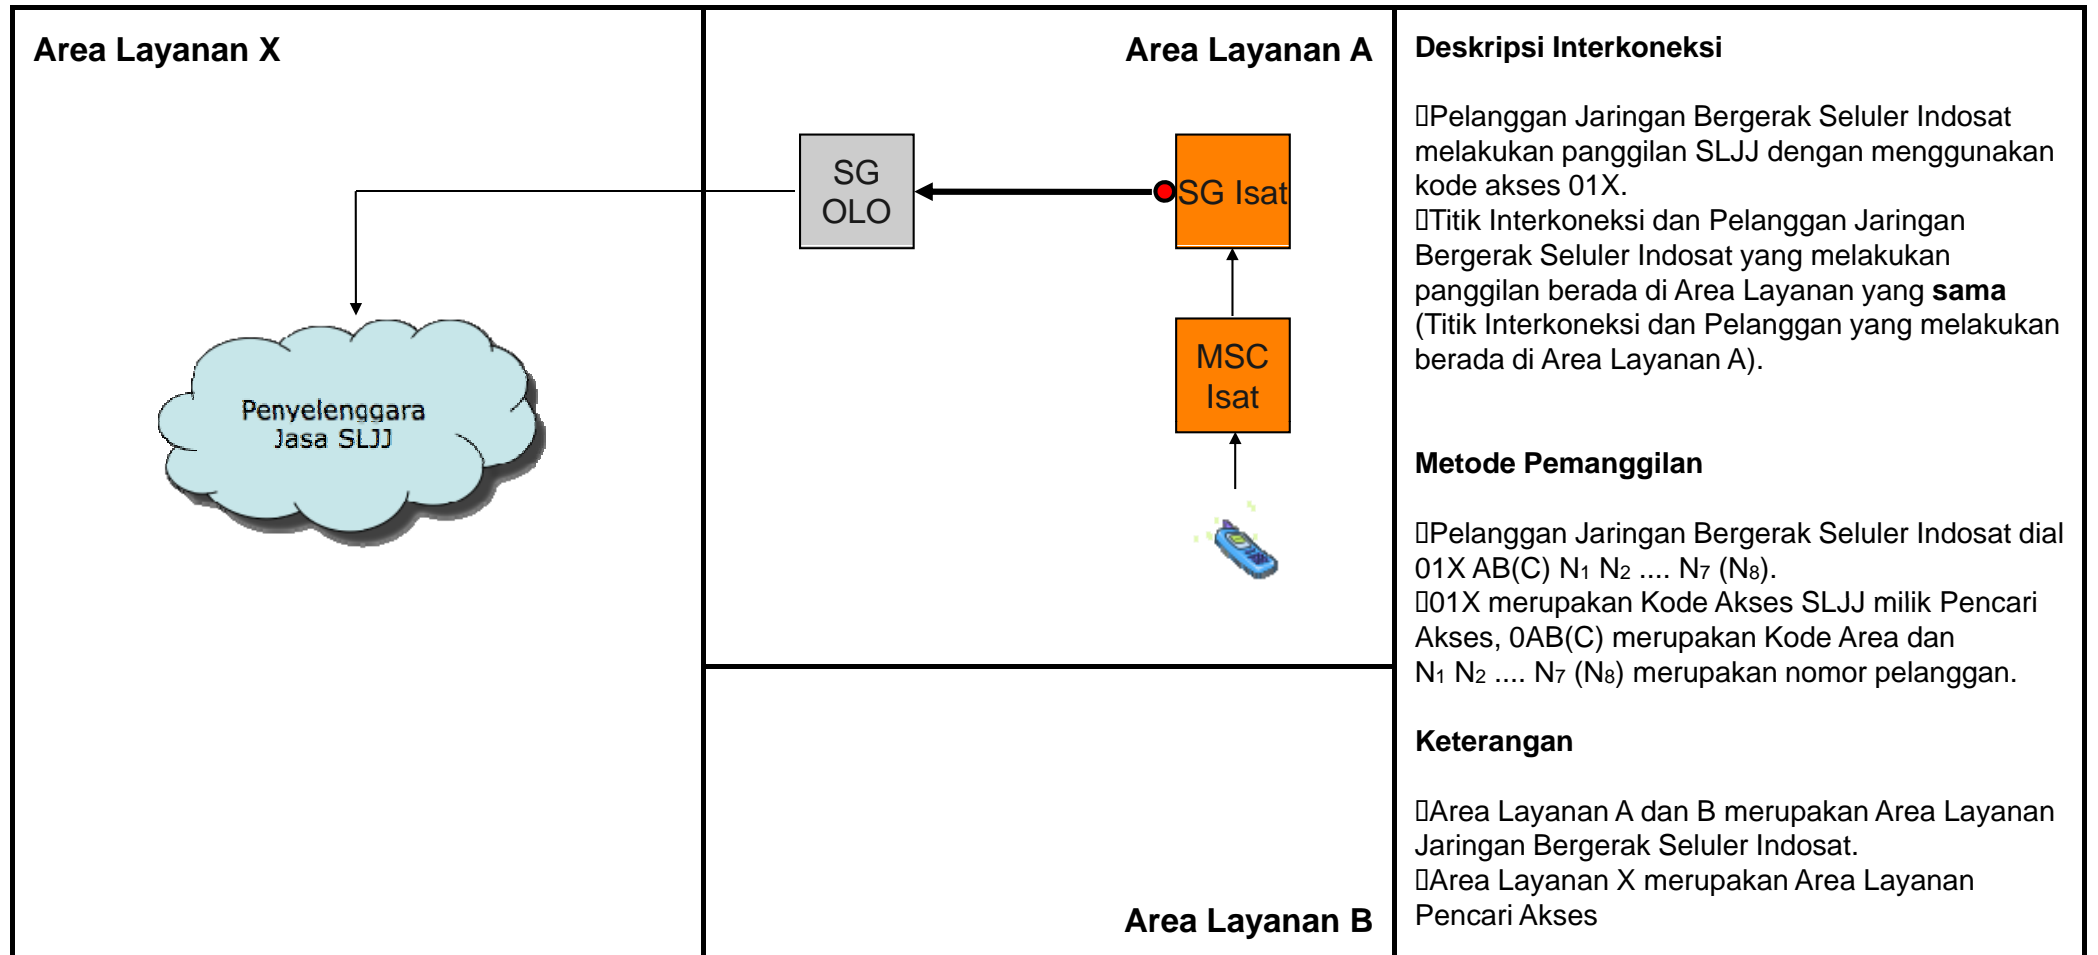 Area Layanan X
Penyelenggara
Jasa SLJJ
Area Layanan A
SG
OLO
SG Isat
MSC
Isat
Area Layanan B
Deskripsi Interkoneksi
Pelanggan Jaringan Bergerak Seluler Indosat
melakukan panggilan SLJJ dengan menggunakan
kode akses 01X.
Titik Interkoneksi dan Pelanggan Jaringan
Bergerak Seluler Indosat yang melakukan
panggilan berada di Area Layanan yang sama
(Titik Interkoneksi dan Pelanggan yang melakukan
berada di Area Layanan A).
Metode Pemanggilan
Pelanggan Jaringan Bergerak Seluler Indosat dial
01X AB(C) N₁ N₂ .... N₇ (N₈).
01X merupakan Kode Akses SLJJ milik Pencari
Akses, 0AB(C) merupakan Kode Area dan
N₁ N₂ .... N₇ (N₈) merupakan nomor pelanggan.
Keterangan
Area Layanan A dan B merupakan Area Layanan
Jaringan Bergerak Seluler Indosat.
Area Layanan X merupakan Area Layanan
Pencari Akses